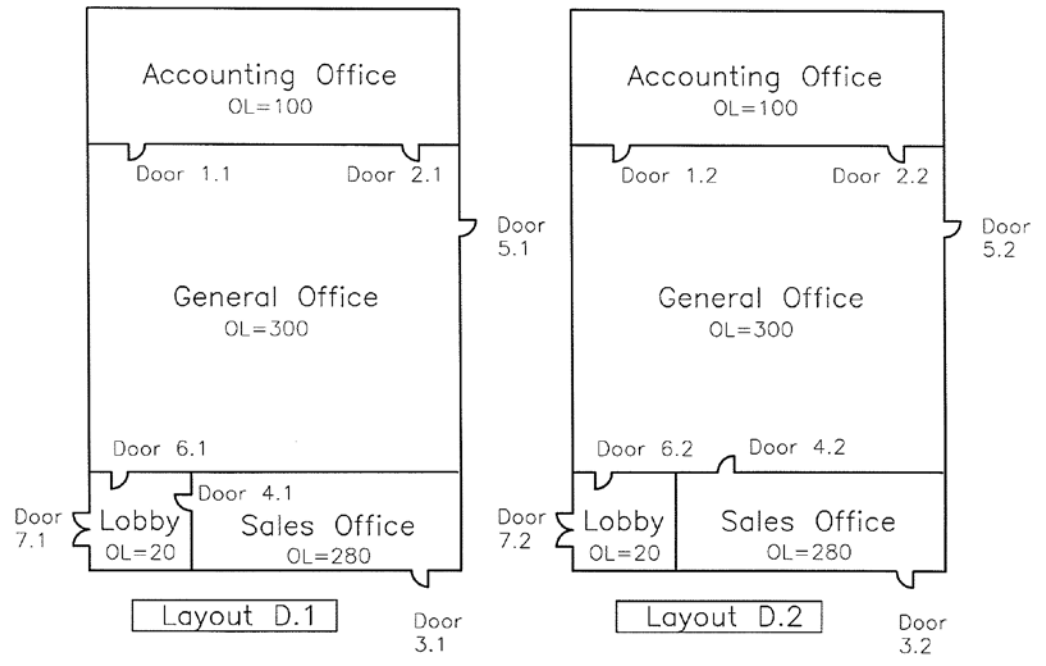 Accounting Office
OL=100
Door 1.1
Door 2.1
Door
5.1
General Office
OL=300
Door 6.1
Door 4.1
Door
7.1
Lobby
OL=20
Sales Office
OL=280
Layout D.1
Door
3.1
Accounting Office
OL=100
Door 1.2
Door 2.2
Door
5.2
General Office
OL=300
Door 6.2
Door 4.2
Door
7.2
Lobby
OL=20
Sales Office
OL=280
Layout D.2
Door
3.2